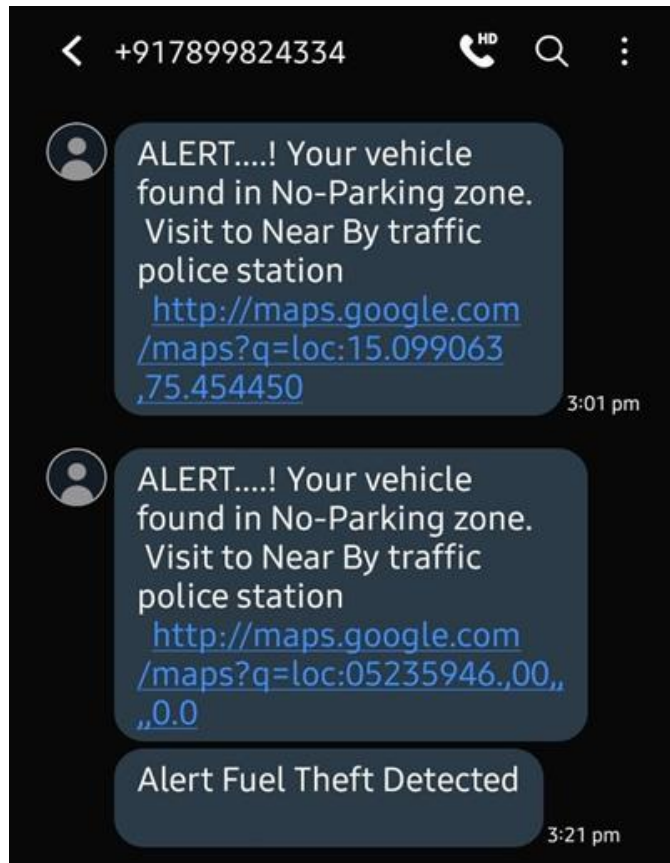 +917899824334
HD
ALERT....! Your vehicle
found in No-Parking zone.
Visit to Near By traffic
police station
http://maps.google.com
/maps?q=loc:15.099063
,75.454450
3:01 pm
ALERT....! Your vehicle
found in No-Parking zone.
Visit to Near By traffic
police station
http://maps.google.com
/maps?q=loc:05235946.,00,,
,,0.0
Alert Fuel Theft Detected
3:21 pm